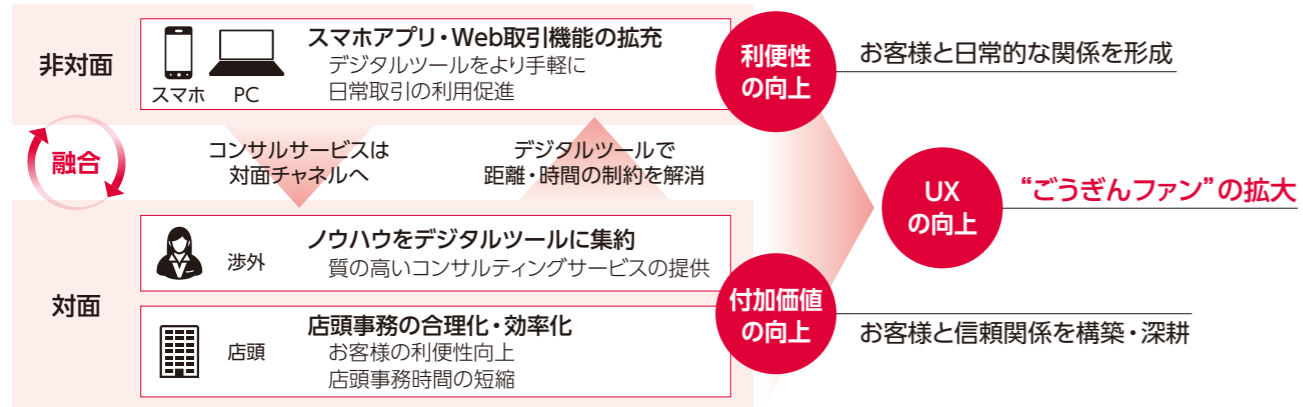 非対面
スマホ
PC
スマホアプリ・Web取引機能の拡充
デジタルツールをより手軽に
日常取引の利用促進
利便性
の向上
お客様と日常的な関係を形成
融合
コンサルサービスは
対面チャネルへ
デジタルツールで
距離・時間の制約を解消
UX
の向上
“ごうぎんファン”の拡大
対面
渉外
ノウハウをデジタルツールに集約
質の高いコンサルティングサービスの提供
店頭
店頭事務の合理化・効率化
お客様の利便性向上
店頭事務時間の短縮
付加価値
の向上
お客様と信頼関係を構築・深耕